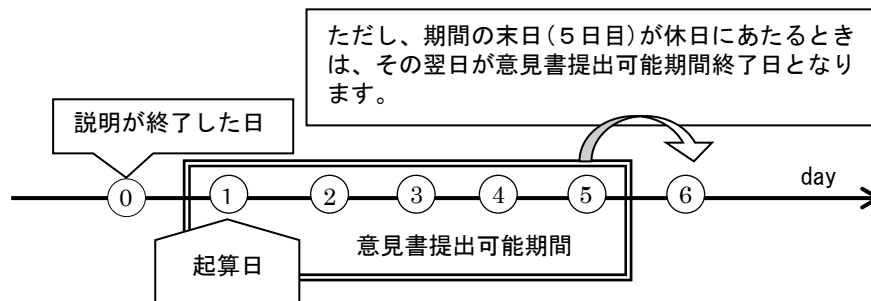 ただし、期間の末日(5日目)が休日にあたるとき
は、その翌日が意見書提出可能期間終了日となり
ます。
説明が終了した日
0 1 2 3 4 5 6 day
起算日
意見書提出可能期間